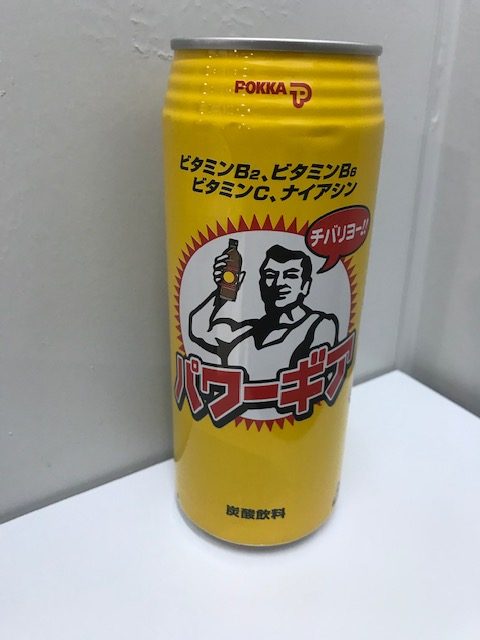 POKKA
ビタミンB2、ビタミンB6
ビタミンC、ナイアシン
チバリヨー!!
パワーギア
炭酸飲料